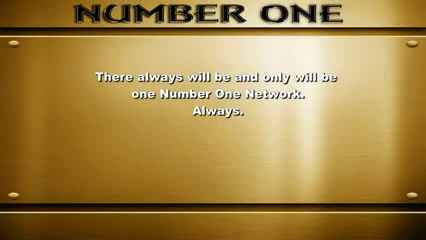 NUMBER ONE
There always will be and only will be
one Number One Network.
Always.